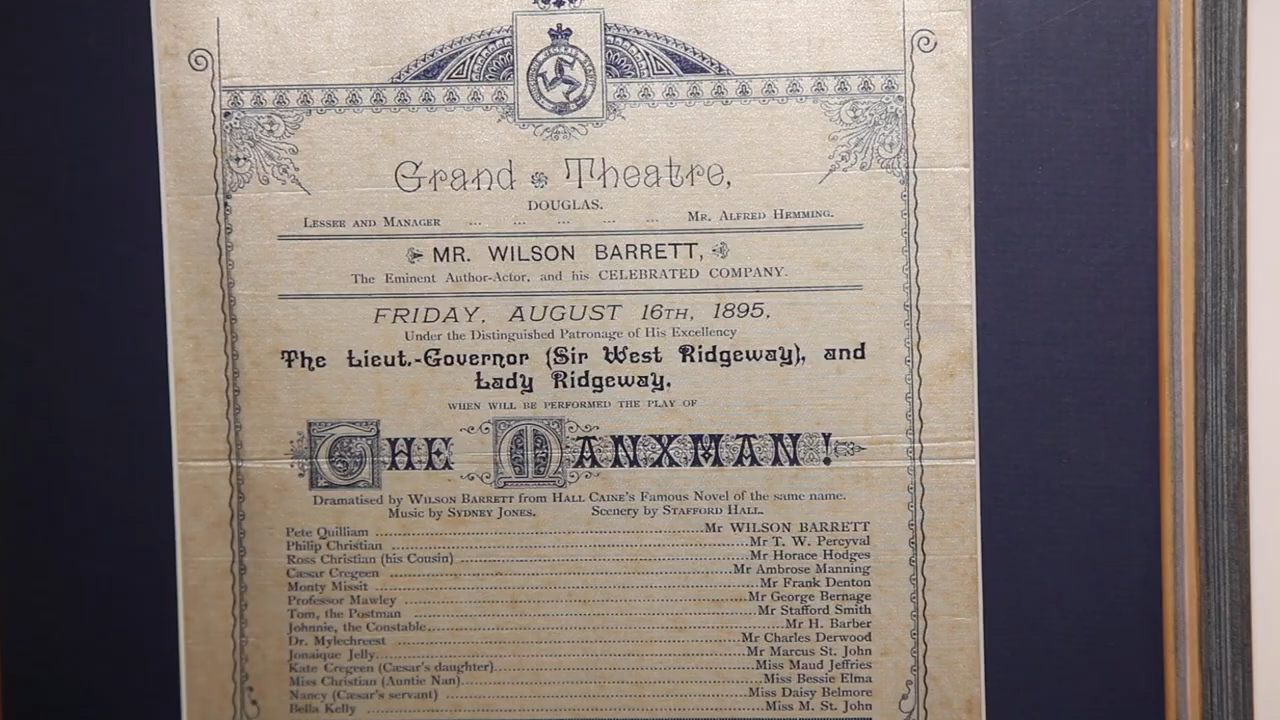 Grand Theatre,
DOUGLAS.
LESSEE AND MANAGER ... ... ... ... ... MR. ALFRED HEMMING.
MR. WILSON BARRETT,
The Eminent Author-Actor, and his CELEBRATED COMPANY.
FRIDAY, AUGUST 16TH, 1895,
Under the Distinguished Patronage of His Excellency
The Lieut.-Governor (Sir West Ridgeway), and
Lady Ridgeway,
WHEN WILL BE PERFORMED THE PLAY OF
THE MANXMAN!
Dramatised by WILSON BARRETT from HALL CAINE'S Famous Novel of the same name.
Music by SYDNEY JONES. Scenery by STAFFORD HALL.
Pete Quilliam ........ Mr WILSON BARRETT
Philip Christian ........ Mr T. W. Percyval
Ross Christian (his Cousin) ........ Mr Horace Hodges
Cæsar Cregeen ........ Mr Ambrose Manning
Monty Missit ........ Mr Frank Denton
Professor Mawley ........ Mr George Bernage
Tom, the Postman ........ Mr Stafford Smith
Johnnie, the Constable ........ Mr H. Barber
Dr. Mylechreest ........ Mr Charles Derwood
Jonaique Jelly ........ Mr Marcus St. John
Kate Cregeen (Cæsar's daughter) ........ Miss Maud Jeffries
Miss Christian (Auntie Nan) ........ Miss Bessie Elma
Nancy (Cæsar's servant) ........ Miss Daisy Belmore
Bella Kelly ........ Miss M. St. John